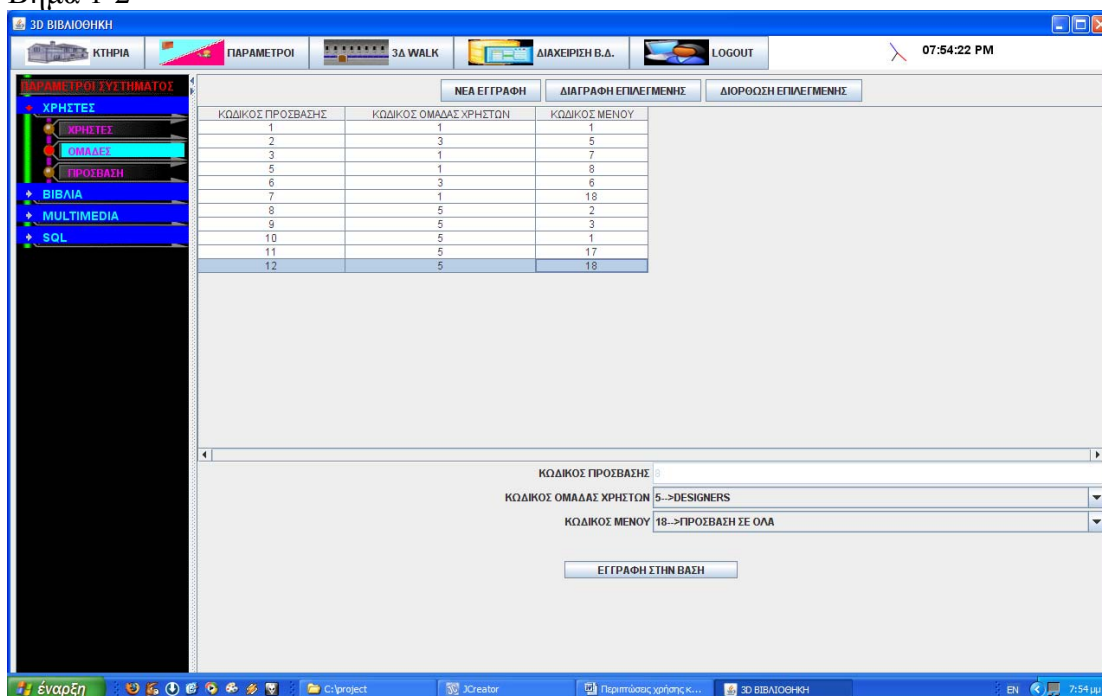 Βήμα 1-2
3D ΒΙΒΛΙΟΘΗΚΗ
ΚΤΗΡΙΑ ΠΑΡΑΜΕΤΡΟΙ 3Δ WALK ΔΙΑΧΕΙΡΙΣΗ Β.Δ. LOGOUT 07:54:22 PM
ΠΑΡΑΜΕΤΡΟΙ ΣΥΣΤΗΜΑΤΟΣ
ΧΡΗΣΤΕΣ
ΧΡΗΣΤΕΣ
ΟΜΑΔΕΣ
ΠΡΟΣΒΑΣΗ
ΒΙΒΛΙΑ
MULTIMEDIA
SQL
ΝΕΑ ΕΓΓΡΑΦΗ ΔΙΑΓΡΑΦΗ ΕΠΙΛΕΓΜΕΝΗΣ ΔΙΟΡΘΩΣΗ ΕΠΙΛΕΓΜΕΝΗΣ
ΚΩΔΙΚΟΣ ΠΡΟΣΒΑΣΗΣ ΚΩΔΙΚΟΣ ΟΜΑΔΑΣ ΧΡΗΣΤΩΝ ΚΩΔΙΚΟΣ ΜΕΝΟΥ
1 1 1
2 3 5
3 1 7
5 1 8
6 3 6
7 1 18
8 5 2
9 5 3
10 5 1
11 5 17
12 5 18
ΚΩΔΙΚΟΣ ΠΡΟΣΒΑΣΗΣ
ΚΩΔΙΚΟΣ ΟΜΑΔΑΣ ΧΡΗΣΤΩΝ 5-->DESIGNERS
ΚΩΔΙΚΟΣ ΜΕΝΟΥ 18-->ΠΡΟΣΒΑΣΗ ΣΕ ΟΛΑ
ΕΓΓΡΑΦΗ ΣΤΗΝ ΒΑΣΗ
έναρξη C:\project JCreator Περιπτώσεις χρήσης κ... 3D ΒΙΒΛΙΟΘΗΚΗ EN 7:54 μμ